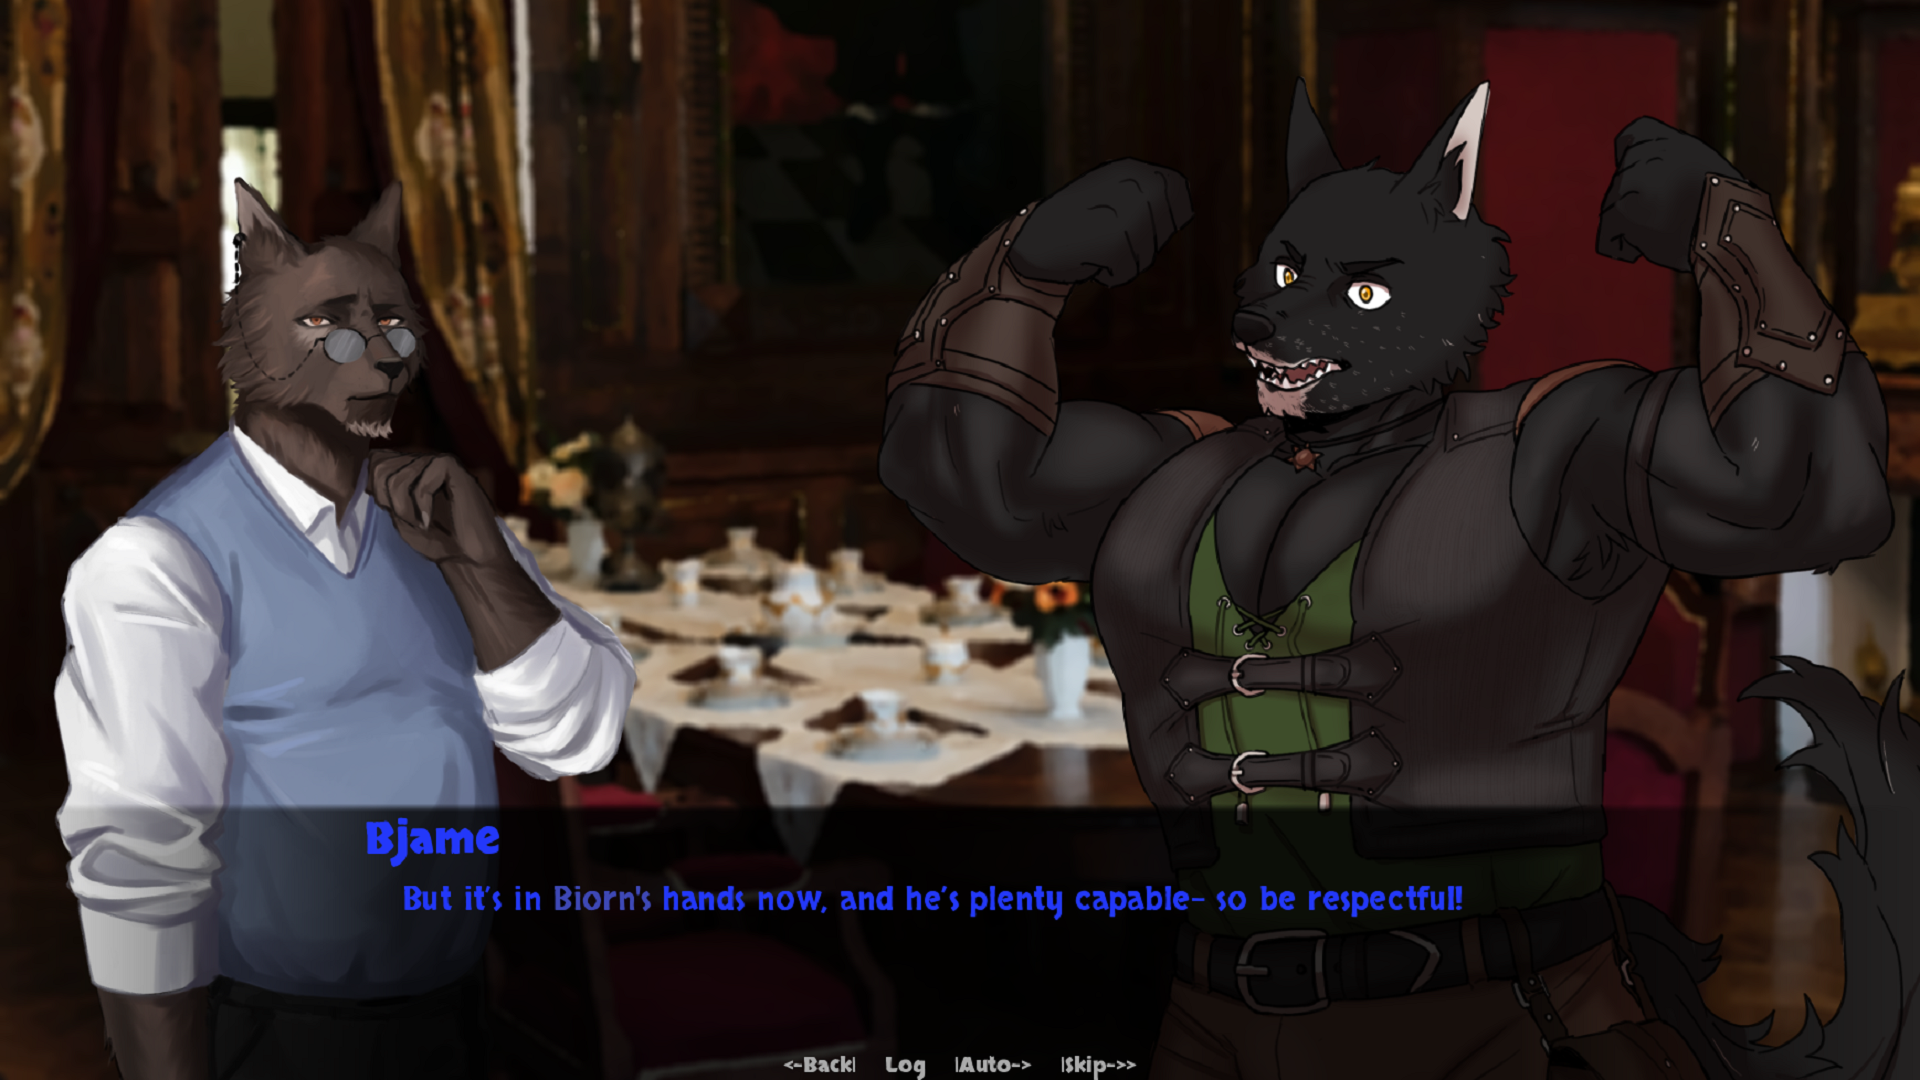 Bjame
But it's in Biorn's hands now, and he's plenty capable- so be respectful!
<-Back| Log |Auto-> |Skip->>